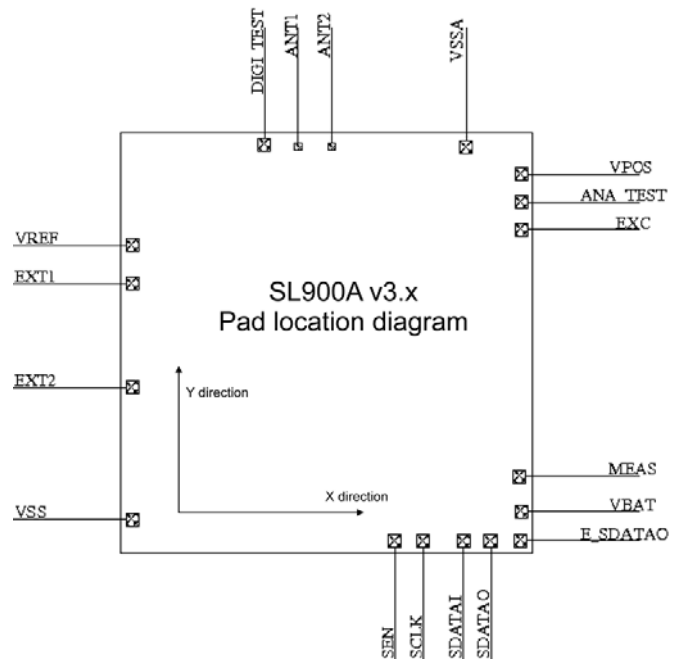 DIGI_TEST
ANT1
ANT2
VSSA
VPOS
ANA_TEST
EXC
VREF
EXT1
SL900A v3.x
Pad location diagram
EXT2
Y direction
X direction
VSS
MEAS
VBAT
E_SDATAO
SEN
SCLK
SDATAI
SDATAO